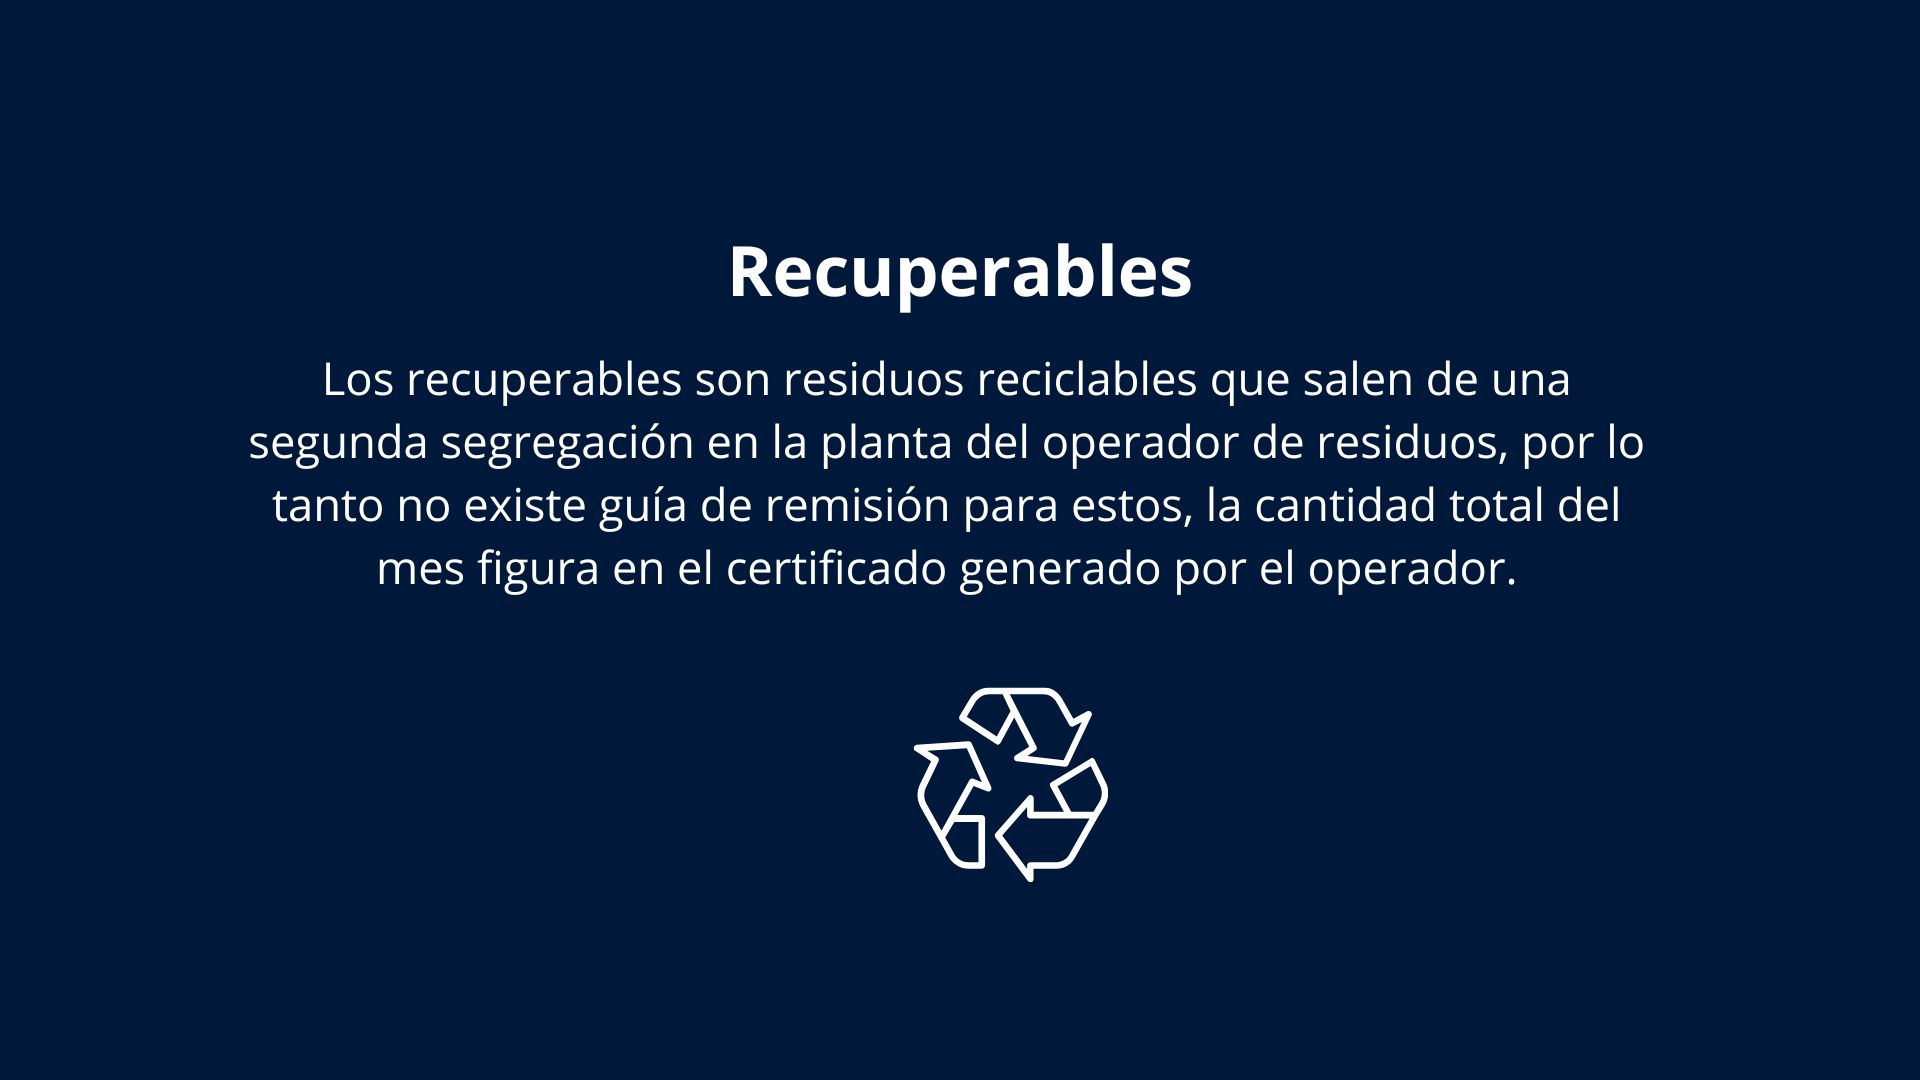 Recuperables
Los recuperables son residuos reciclables que salen de una
segunda segregación en la planta del operador de residuos, por lo
tanto no existe guía de remisión para estos, la cantidad total del
mes figura en el certificado generado por el operador.